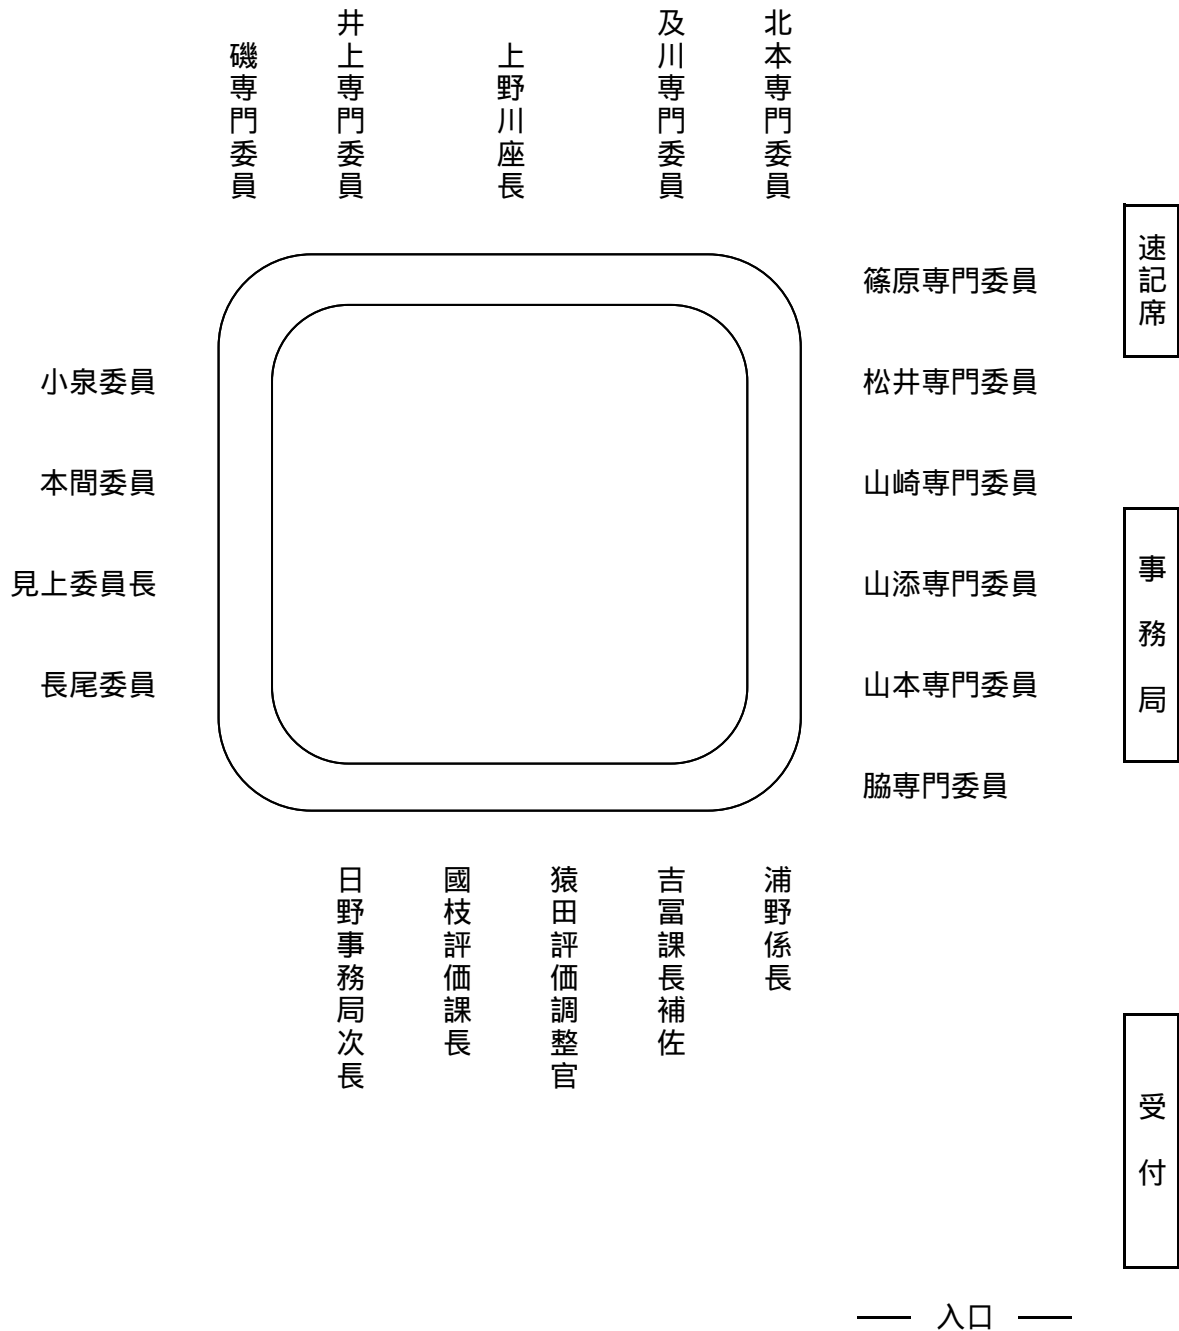 磯専門委員
井上専門委員
上野川座長
及川専門委員
北本専門委員
速記席
篠原専門委員
小泉委員
松井専門委員
本間委員
山崎専門委員
見上委員長
山添専門委員
事務局
長尾委員
山本専門委員
脇専門委員
日野事務局次長
國枝評価課長
猿田評価調整官
吉冨課長補佐
浦野係長
受付
入口